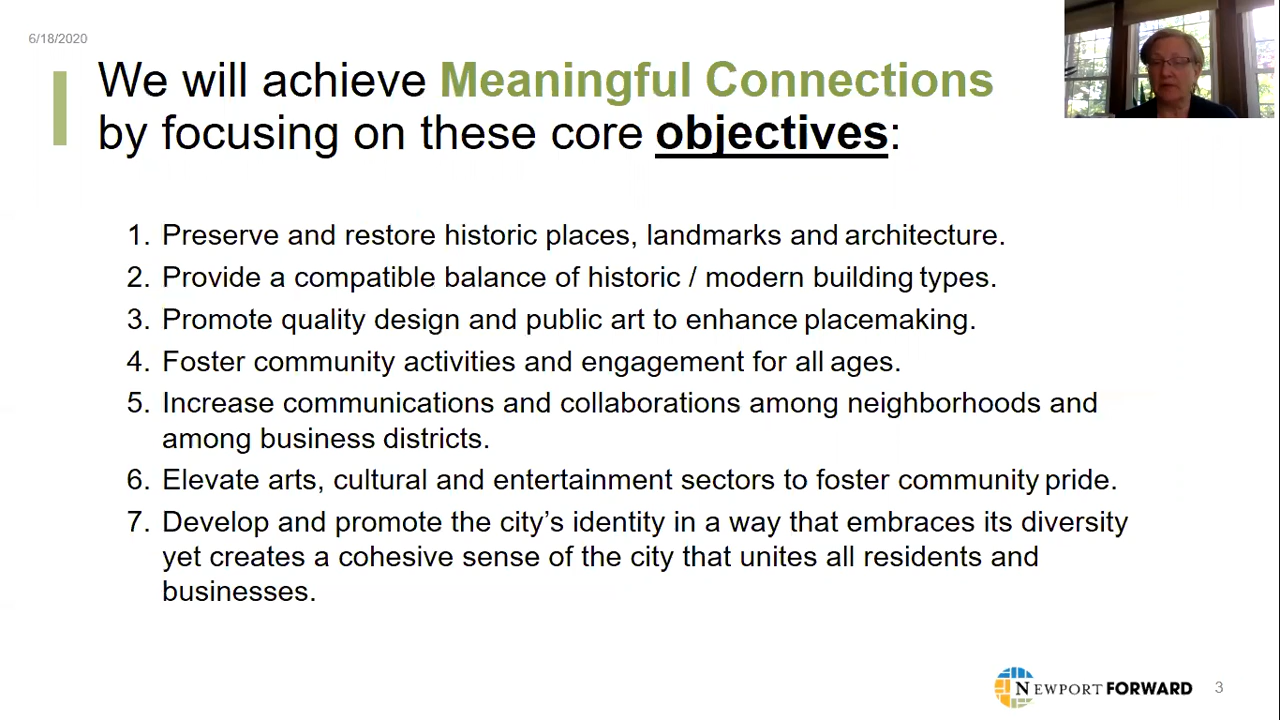 6/18/2020
We will achieve Meaningful Connections
by focusing on these core objectives:
1. Preserve and restore historic places, landmarks and architecture.
2. Provide a compatible balance of historic / modern building types.
3. Promote quality design and public art to enhance placemaking.
4. Foster community activities and engagement for all ages.
5. Increase communications and collaborations among neighborhoods and
among business districts.
6. Elevate arts, cultural and entertainment sectors to foster community pride.
7. Develop and promote the city’s identity in a way that embraces its diversity
yet creates a cohesive sense of the city that unites all residents and
businesses.
NEWPORT FORWARD 3